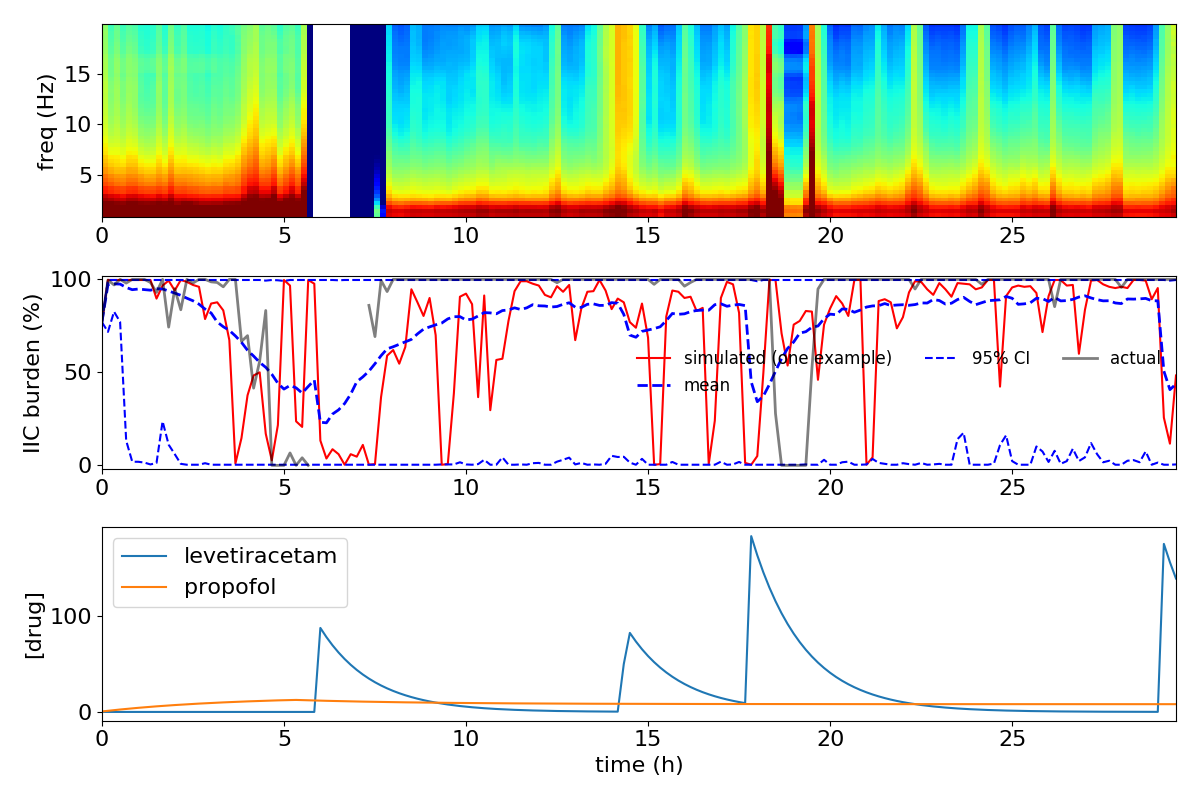 freq (Hz)
15
10
5
0 5 10 15 20 25
IIC burden (%)
100
50
0
simulated (one example) 95% CI actual
mean
0 5 10 15 20 25
[drug]
100
0
levetiracetam
propofol
0 5 10 15 20 25
time (h)